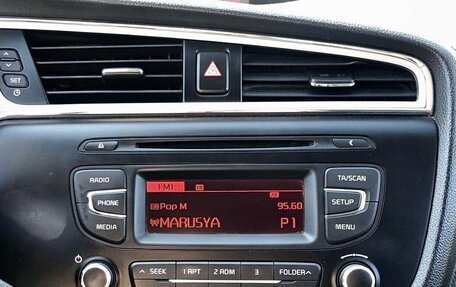 SET
RADIO
PHONE
MEDIA
FM1
Pop M 95.60
MARUSYA P1
TA/SCAN
SETUP
MENU
SEEK 1 RPT 2 RDM 3 FOLDER